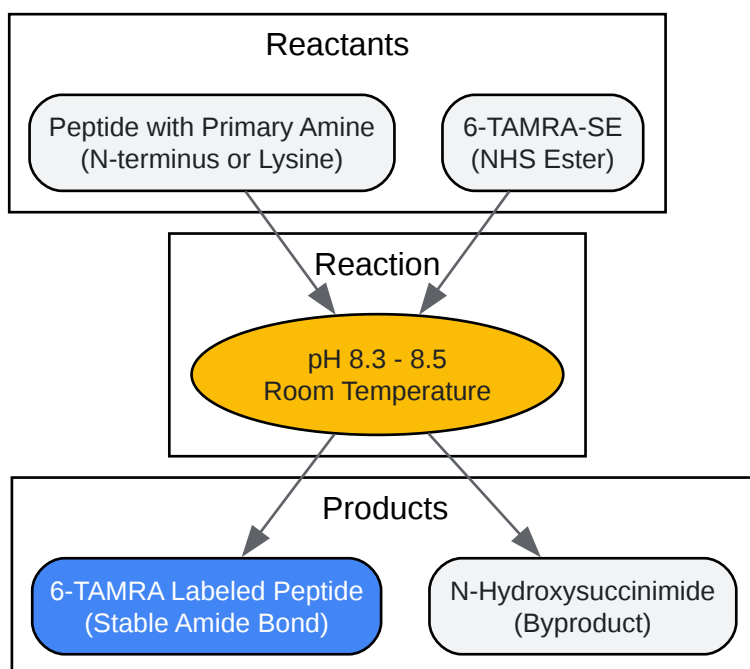 Reactants
Peptide with Primary Amine
(N-terminus or Lysine)
6-TAMRA-SE
(NHS Ester)
Reaction
pH 8.3 - 8.5
Room Temperature
Products
6-TAMRA Labeled Peptide
(Stable Amide Bond)
N-Hydroxysuccinimide
(Byproduct)